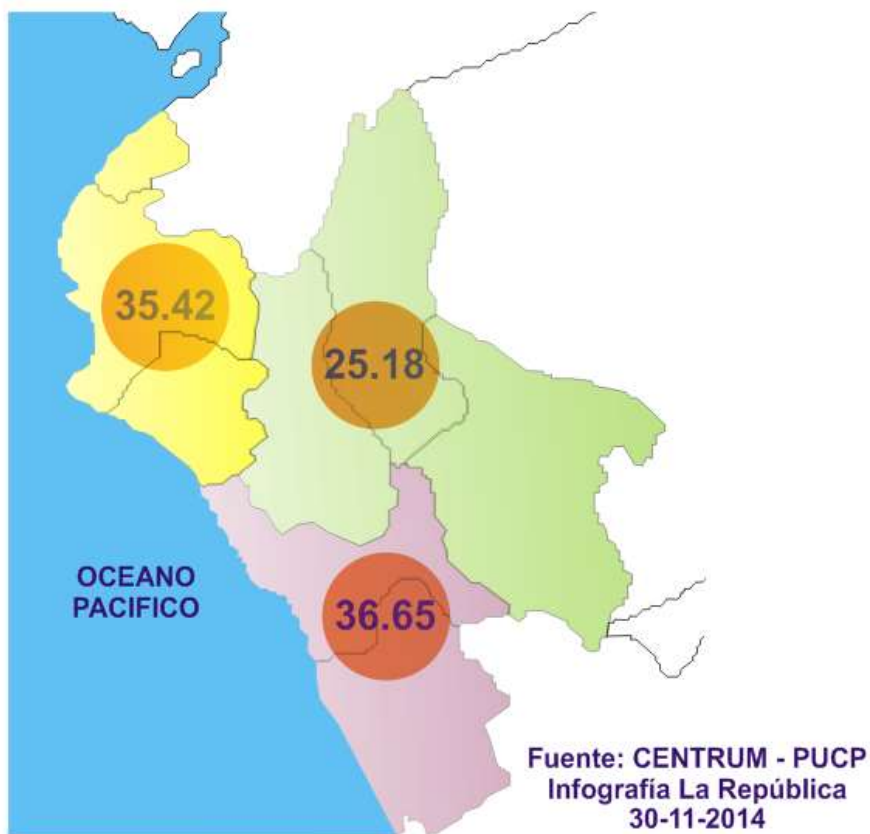 35.42
25.18
OCEANO
PACIFICO
36.65
Fuente: CENTRUM - PUCP
Infografía La República
30-11-2014